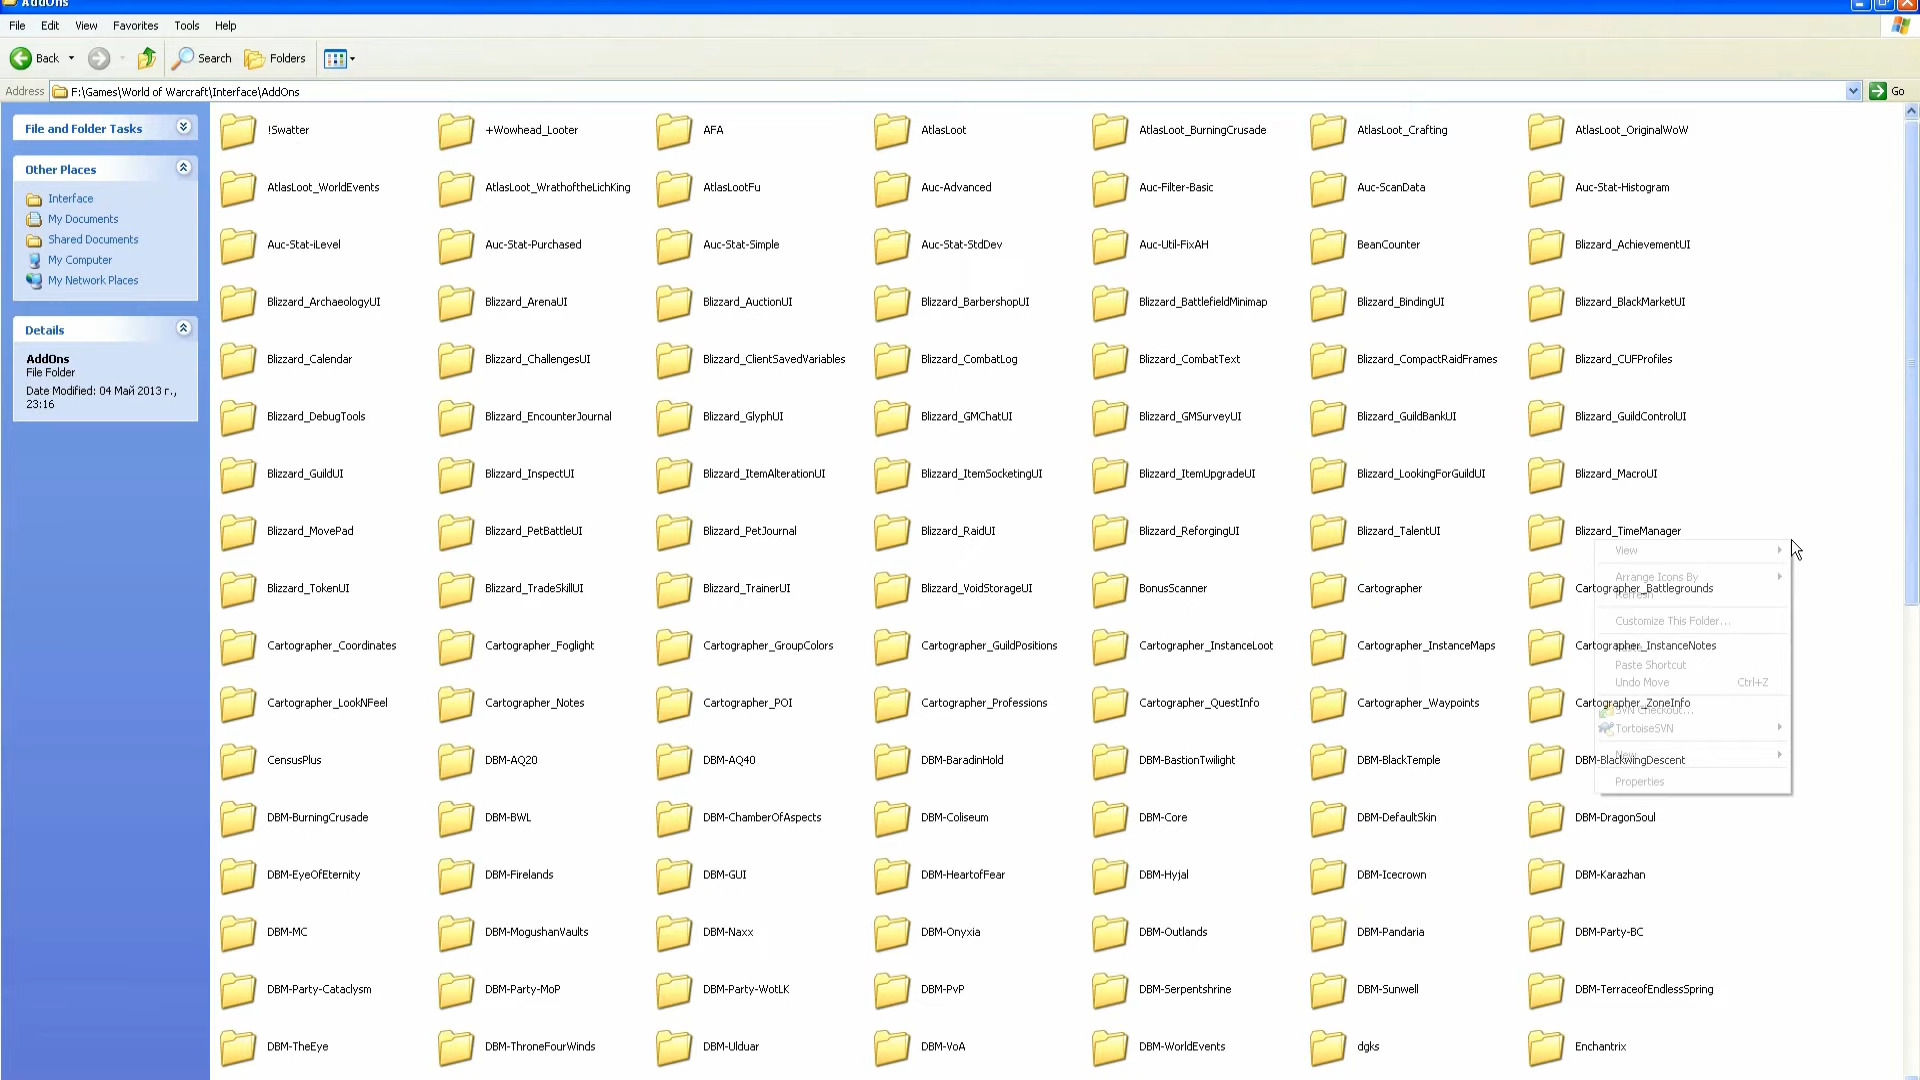 AddOns
File Edit View Favorites Tools Help
Back Search Folders
Address F:\Games\World of Warcraft\Interface\AddOns Go
File and Folder Tasks
Other Places
Interface
My Documents
Shared Documents
My Computer
My Network Places
Details
AddOns
File Folder
Date Modified: 04 Май 2013 г.,
23:16
!Swatter +Wowhead_Looter AFA AtlasLoot AtlasLoot_BurningCrusade AtlasLoot_Crafting AtlasLoot_OriginalWoW
AtlasLoot_WorldEvents AtlasLoot_WrathoftheLichKing AtlasLootFu Auc-Advanced Auc-Filter-Basic Auc-ScanData Auc-Stat-Histogram
Auc-Stat-iLevel Auc-Stat-Purchased Auc-Stat-Simple Auc-Stat-StdDev Auc-Util-FixAH BeanCounter Blizzard_AchievementUI
Blizzard_ArchaeologyUI Blizzard_ArenaUI Blizzard_AuctionUI Blizzard_BarbershopUI Blizzard_BattlefieldMinimap Blizzard_BindingUI Blizzard_BlackMarketUI
Blizzard_Calendar Blizzard_ChallengesUI Blizzard_ClientSavedVariables Blizzard_CombatLog Blizzard_CombatText Blizzard_CompactRaidFrames Blizzard_CUFProfiles
Blizzard_DebugTools Blizzard_EncounterJournal Blizzard_GlyphUI Blizzard_GMChatUI Blizzard_GMSurveyUI Blizzard_GuildBankUI Blizzard_GuildControlUI
Blizzard_GuildUI Blizzard_InspectUI Blizzard_ItemAlterationUI Blizzard_ItemSocketingUI Blizzard_ItemUpgradeUI Blizzard_LookingForGuildUI Blizzard_MacroUI
Blizzard_MovePad Blizzard_PetBattleUI Blizzard_PetJournal Blizzard_RaidUI Blizzard_ReforgingUI Blizzard_TalentUI Blizzard_TimeManager
Blizzard_TokenUI Blizzard_TradeSkillUI Blizzard_TrainerUI Blizzard_VoidStorageUI BonusScanner Cartographer Cartographer_Battlegrounds
Cartographer_Coordinates Cartographer_Foglight Cartographer_GroupColors Cartographer_GuildPositions Cartographer_InstanceLoot Cartographer_InstanceMaps Cartographer_InstanceNotes
Cartographer_LookNFeel Cartographer_Notes Cartographer_POI Cartographer_Professions Cartographer_QuestInfo Cartographer_Waypoints Cartographer_ZoneInfo
CensusPlus DBM-AQ20 DBM-AQ40 DBM-BaradinHold DBM-BastionTwilight DBM-BlackTemple DBM-BlackwingDescent
DBM-BurningCrusade DBM-BWL DBM-ChamberOfAspects DBM-Coliseum DBM-Core DBM-DefaultSkin DBM-DragonSoul
DBM-EyeOfEternity DBM-Firelands DBM-GUI DBM-HeartofFear DBM-Hyjal DBM-Icecrown DBM-Karazhan
DBM-MC DBM-MogushanVaults DBM-Naxx DBM-Onyxia DBM-Outlands DBM-Pandaria DBM-Party-BC
DBM-Party-Cataclysm DBM-Party-MoP DBM-Party-WotLK DBM-PvP DBM-Serpentshrine DBM-Sunwell DBM-TerraceofEndlessSpring
DBM-TheEye DBM-ThroneFourWinds DBM-Ulduar DBM-VoA DBM-WorldEvents dgks Enchantrix
View
Arrange Icons By
Refresh
Customize This Folder...
Paste Shortcut
Undo Move Ctrl+Z
SVN Checkout...
TortoiseSVN
New
Properties